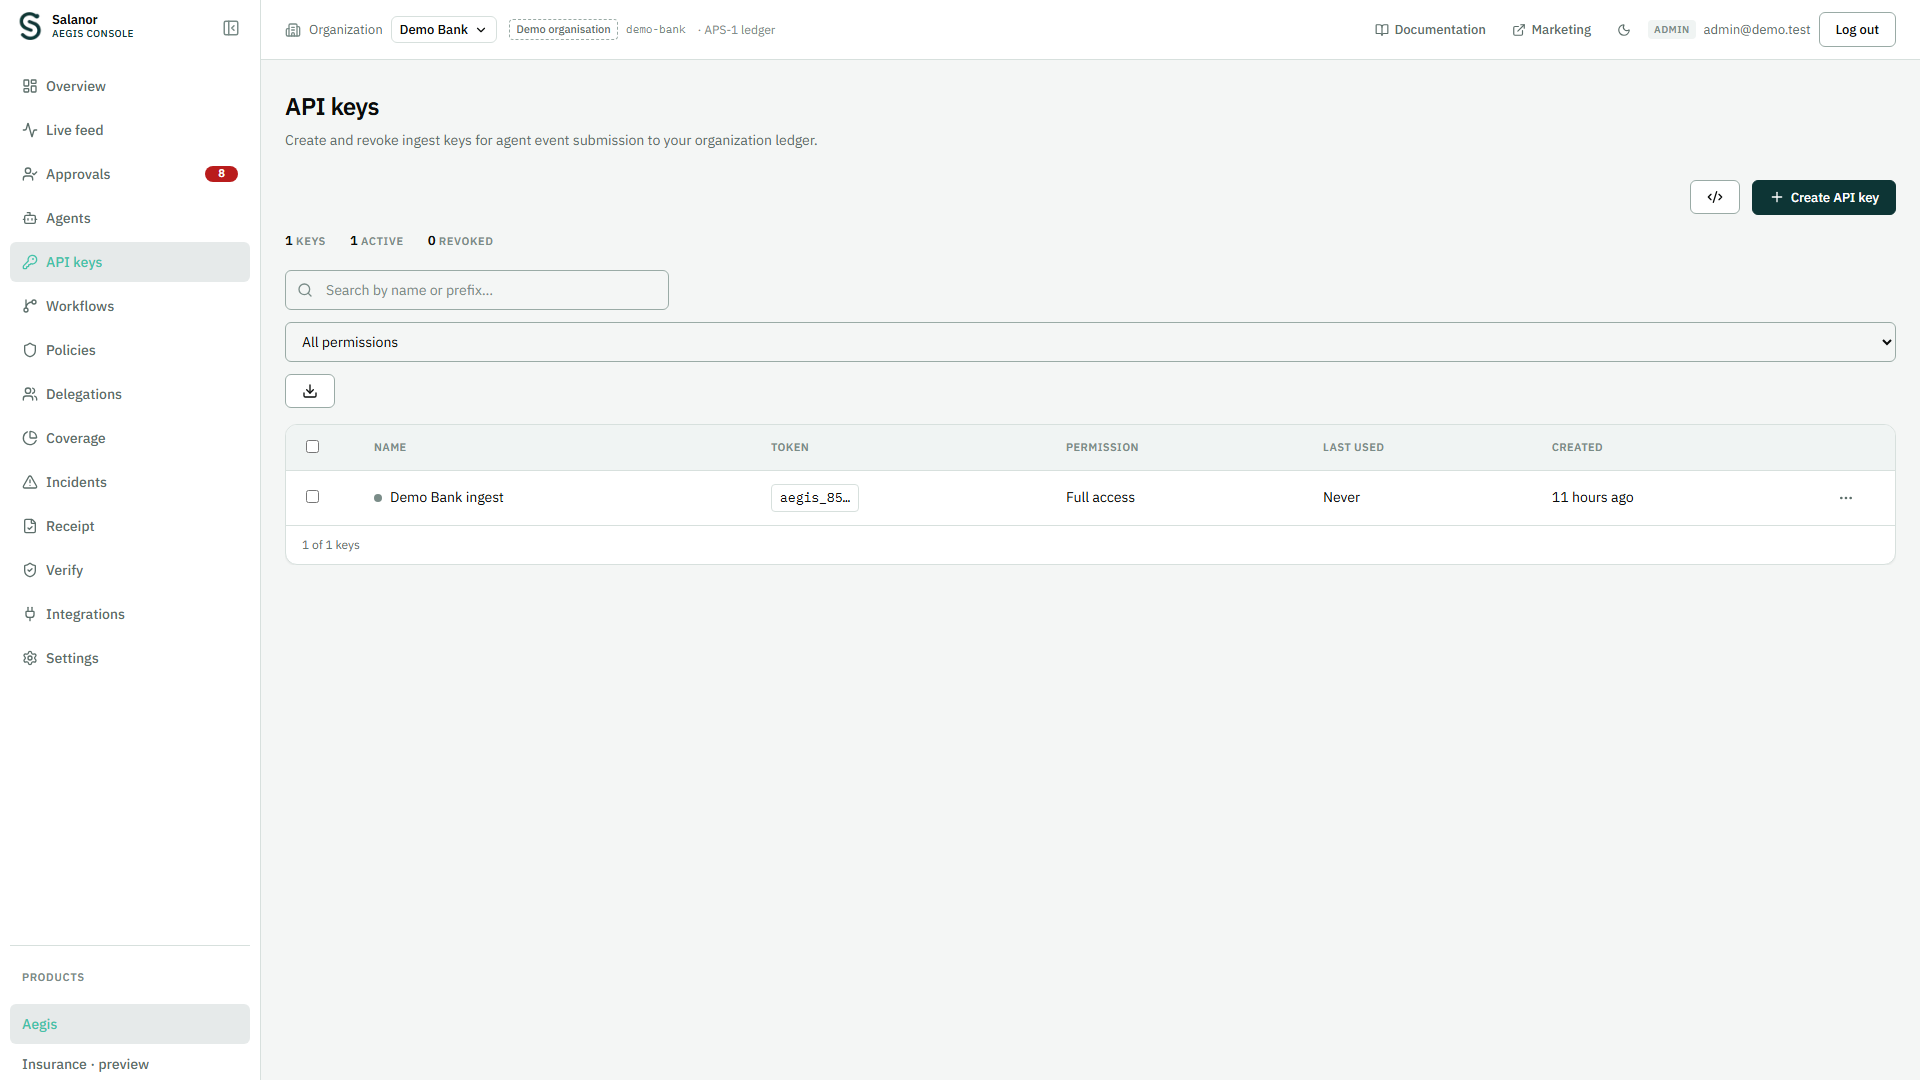 Salanor
AEGIS CONSOLE
Organization Demo Bank Demo organisation demo-bank · APS-1 ledger
Documentation Marketing ADMIN admin@demo.test Log out
Overview
Live feed
Approvals 8
Agents
API keys
Workflows
Policies
Delegations
Coverage
Incidents
Receipt
Verify
Integrations
Settings
PRODUCTS
Aegis
Insurance · preview
API keys
Create and revoke ingest keys for agent event submission to your organization ledger.
</> + Create API key
1 KEYS 1 ACTIVE 0 REVOKED
Search by name or prefix...
All permissions
NAME TOKEN PERMISSION LAST USED CREATED
Demo Bank ingest aegis_85… Full access Never 11 hours ago ...
1 of 1 keys